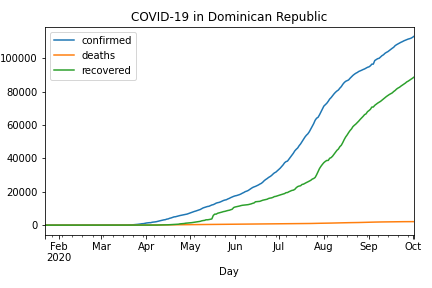 COVID-19 in Dominican Republic
confirmed
deaths
recovered
100000
80000
60000
40000
20000
0
Feb Mar Apr May Jun Jul Aug Sep Oct
2020
Day